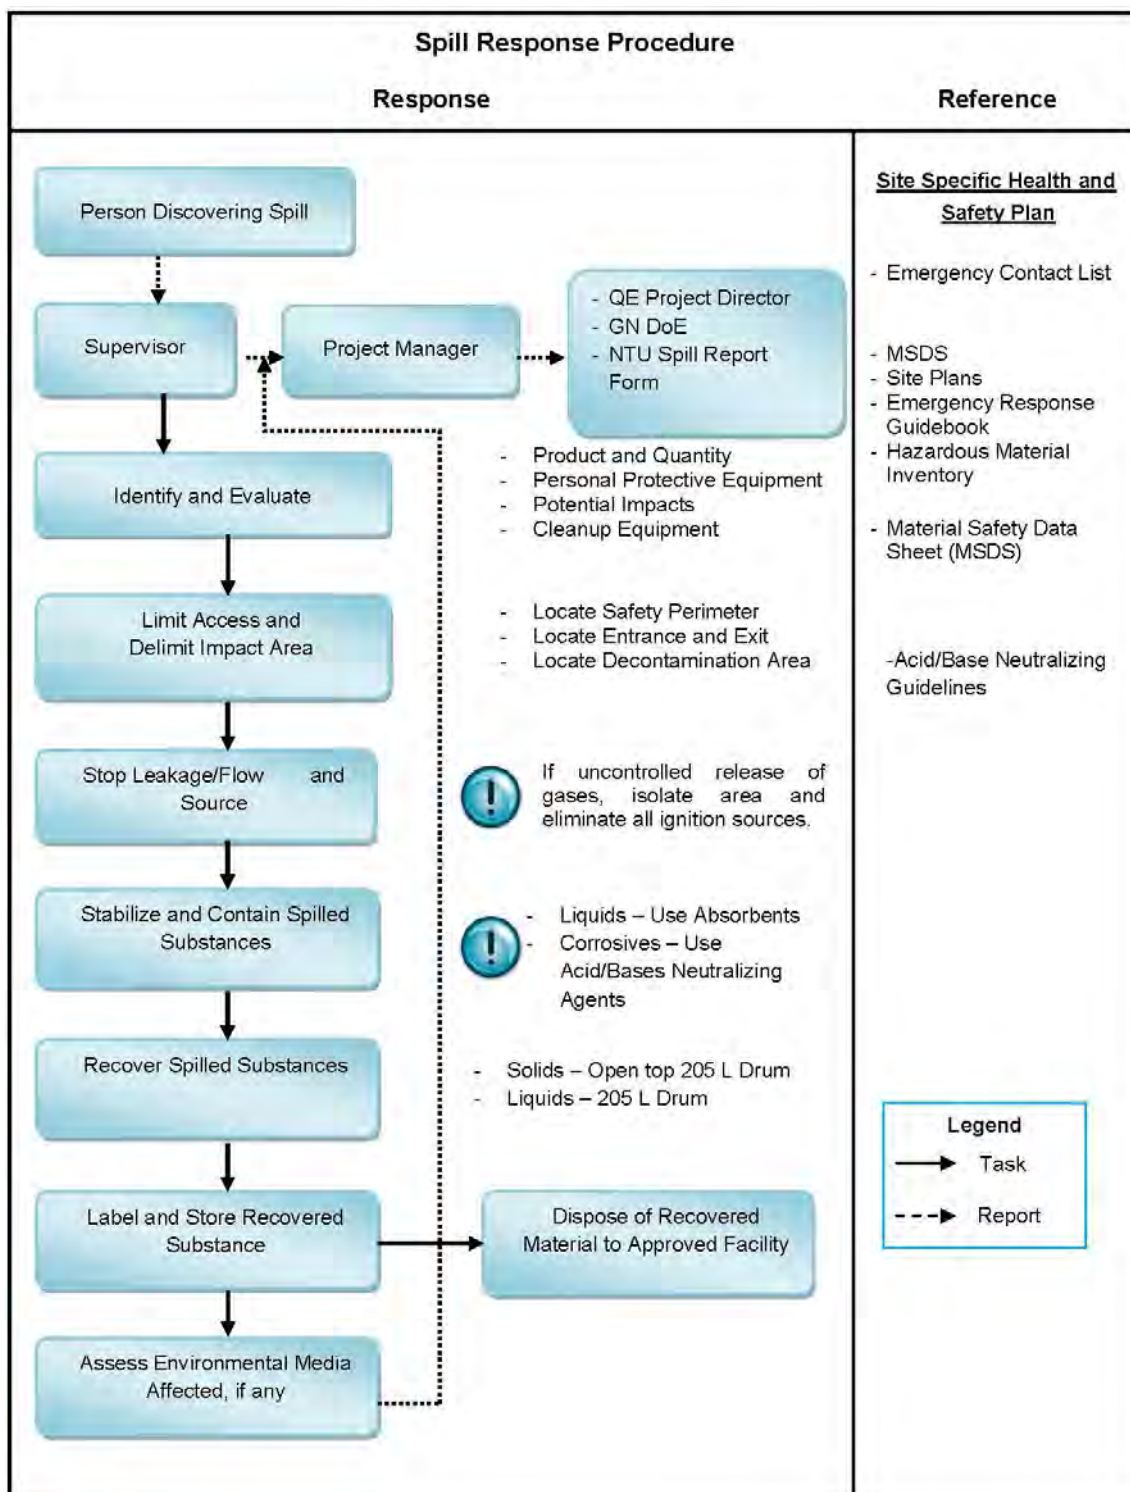 Spill Response Procedure
Response
Reference
Person Discovering Spill
Supervisor
Project Manager
- QE Project Director
- GN DoE
- NTU Spill Report
Form
Identify and Evaluate
- Product and Quantity
- Personal Protective Equipment
- Potential Impacts
- Cleanup Equipment
Limit Access and
Delimit Impact Area
- Locate Safety Perimeter
- Locate Entrance and Exit
- Locate Decontamination Area
Stop Leakage/Flow and
Source
!
If uncontrolled release of
gases, isolate area and
eliminate all ignition sources.
Stabilize and Contain Spilled
Substances
!
- Liquids – Use Absorbents
- Corrosives – Use
Acid/Bases Neutralizing
Agents
Recover Spilled Substances
- Solids – Open top 205 L Drum
- Liquids – 205 L Drum
Label and Store Recovered
Substance
Dispose of Recovered
Material to Approved Facility
Assess Environmental Media
Affected, if any
Site Specific Health and
Safety Plan
- Emergency Contact List
- MSDS
- Site Plans
- Emergency Response
Guidebook
- Hazardous Material
Inventory
- Material Safety Data
Sheet (MSDS)
-Acid/Base Neutralizing
Guidelines
Legend
Task
Report